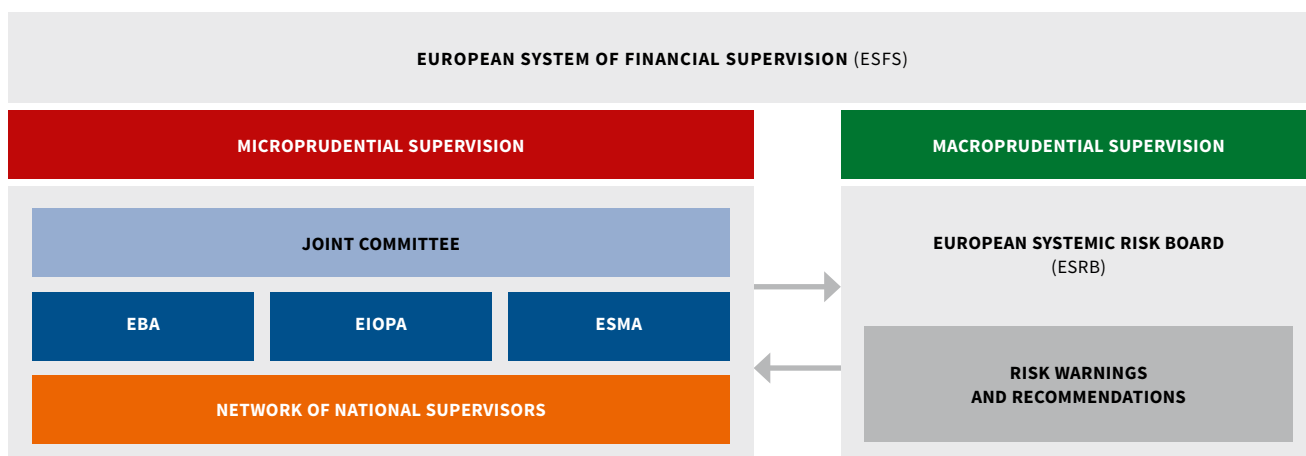 EUROPEAN SYSTEM OF FINANCIAL SUPERVISION (ESFS)
MICROPRUDENTIAL SUPERVISION
JOINT COMMITTEE
EBA
EIOPA
ESMA
NETWORK OF NATIONAL SUPERVISORS
MACROPRUDENTIAL SUPERVISION
EUROPEAN SYSTEMIC RISK BOARD
(ESRB)
RISK WARNINGS
AND RECOMMENDATIONS